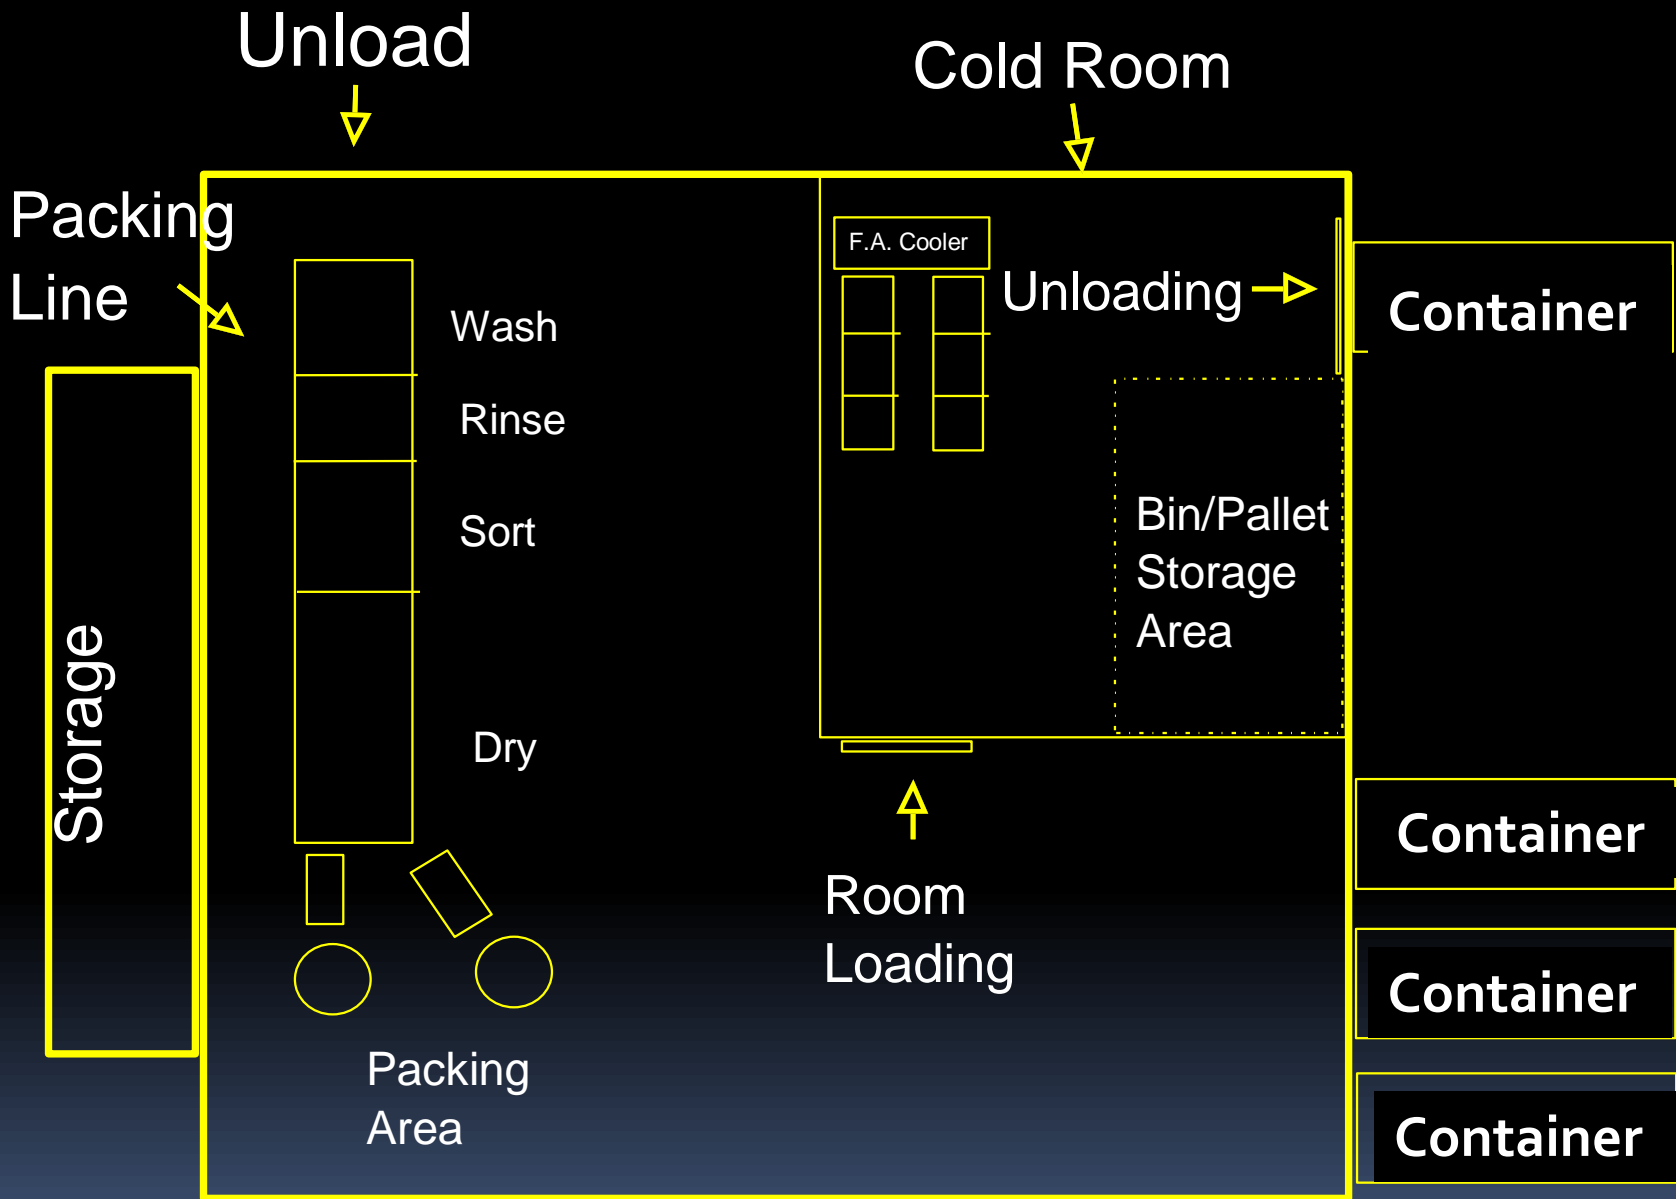 Unload
Cold Room
Packing
Line
F.A. Cooler
Unloading
Container
Wash
Rinse
Sort
Dry
Storage
Bin/Pallet
Storage
Area
Room
Loading
Packing
Area
Container
Container
Container